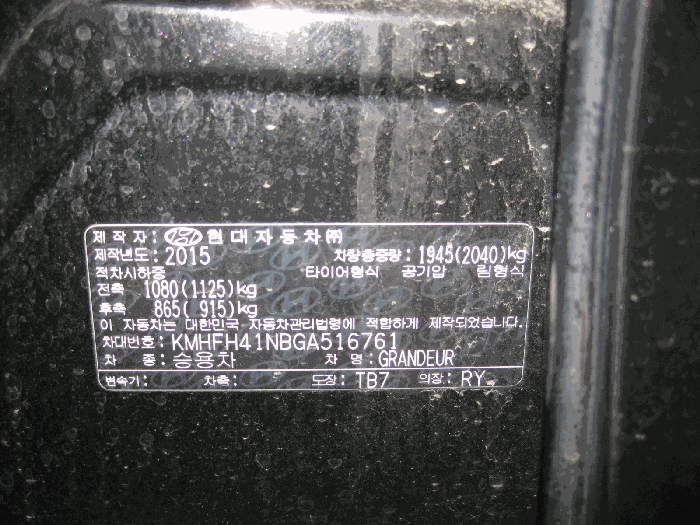 제 작 자: 현대자동차㈜
제작년도: 2015 차량총중량: 1945(2040)kg
적차시하중 타이어형식 공기압 림형식
전축 1080(1125)kg
후축 865( 915)kg
이 자동차는 대한민국 자동차관리법령에 적합하게 제작되었습니다.
차대번호: KMHFH41NBGA516761
차 종: 승용차 차 명: GRANDEUR
변속기: 차축: 도장: TB7 의장: RY